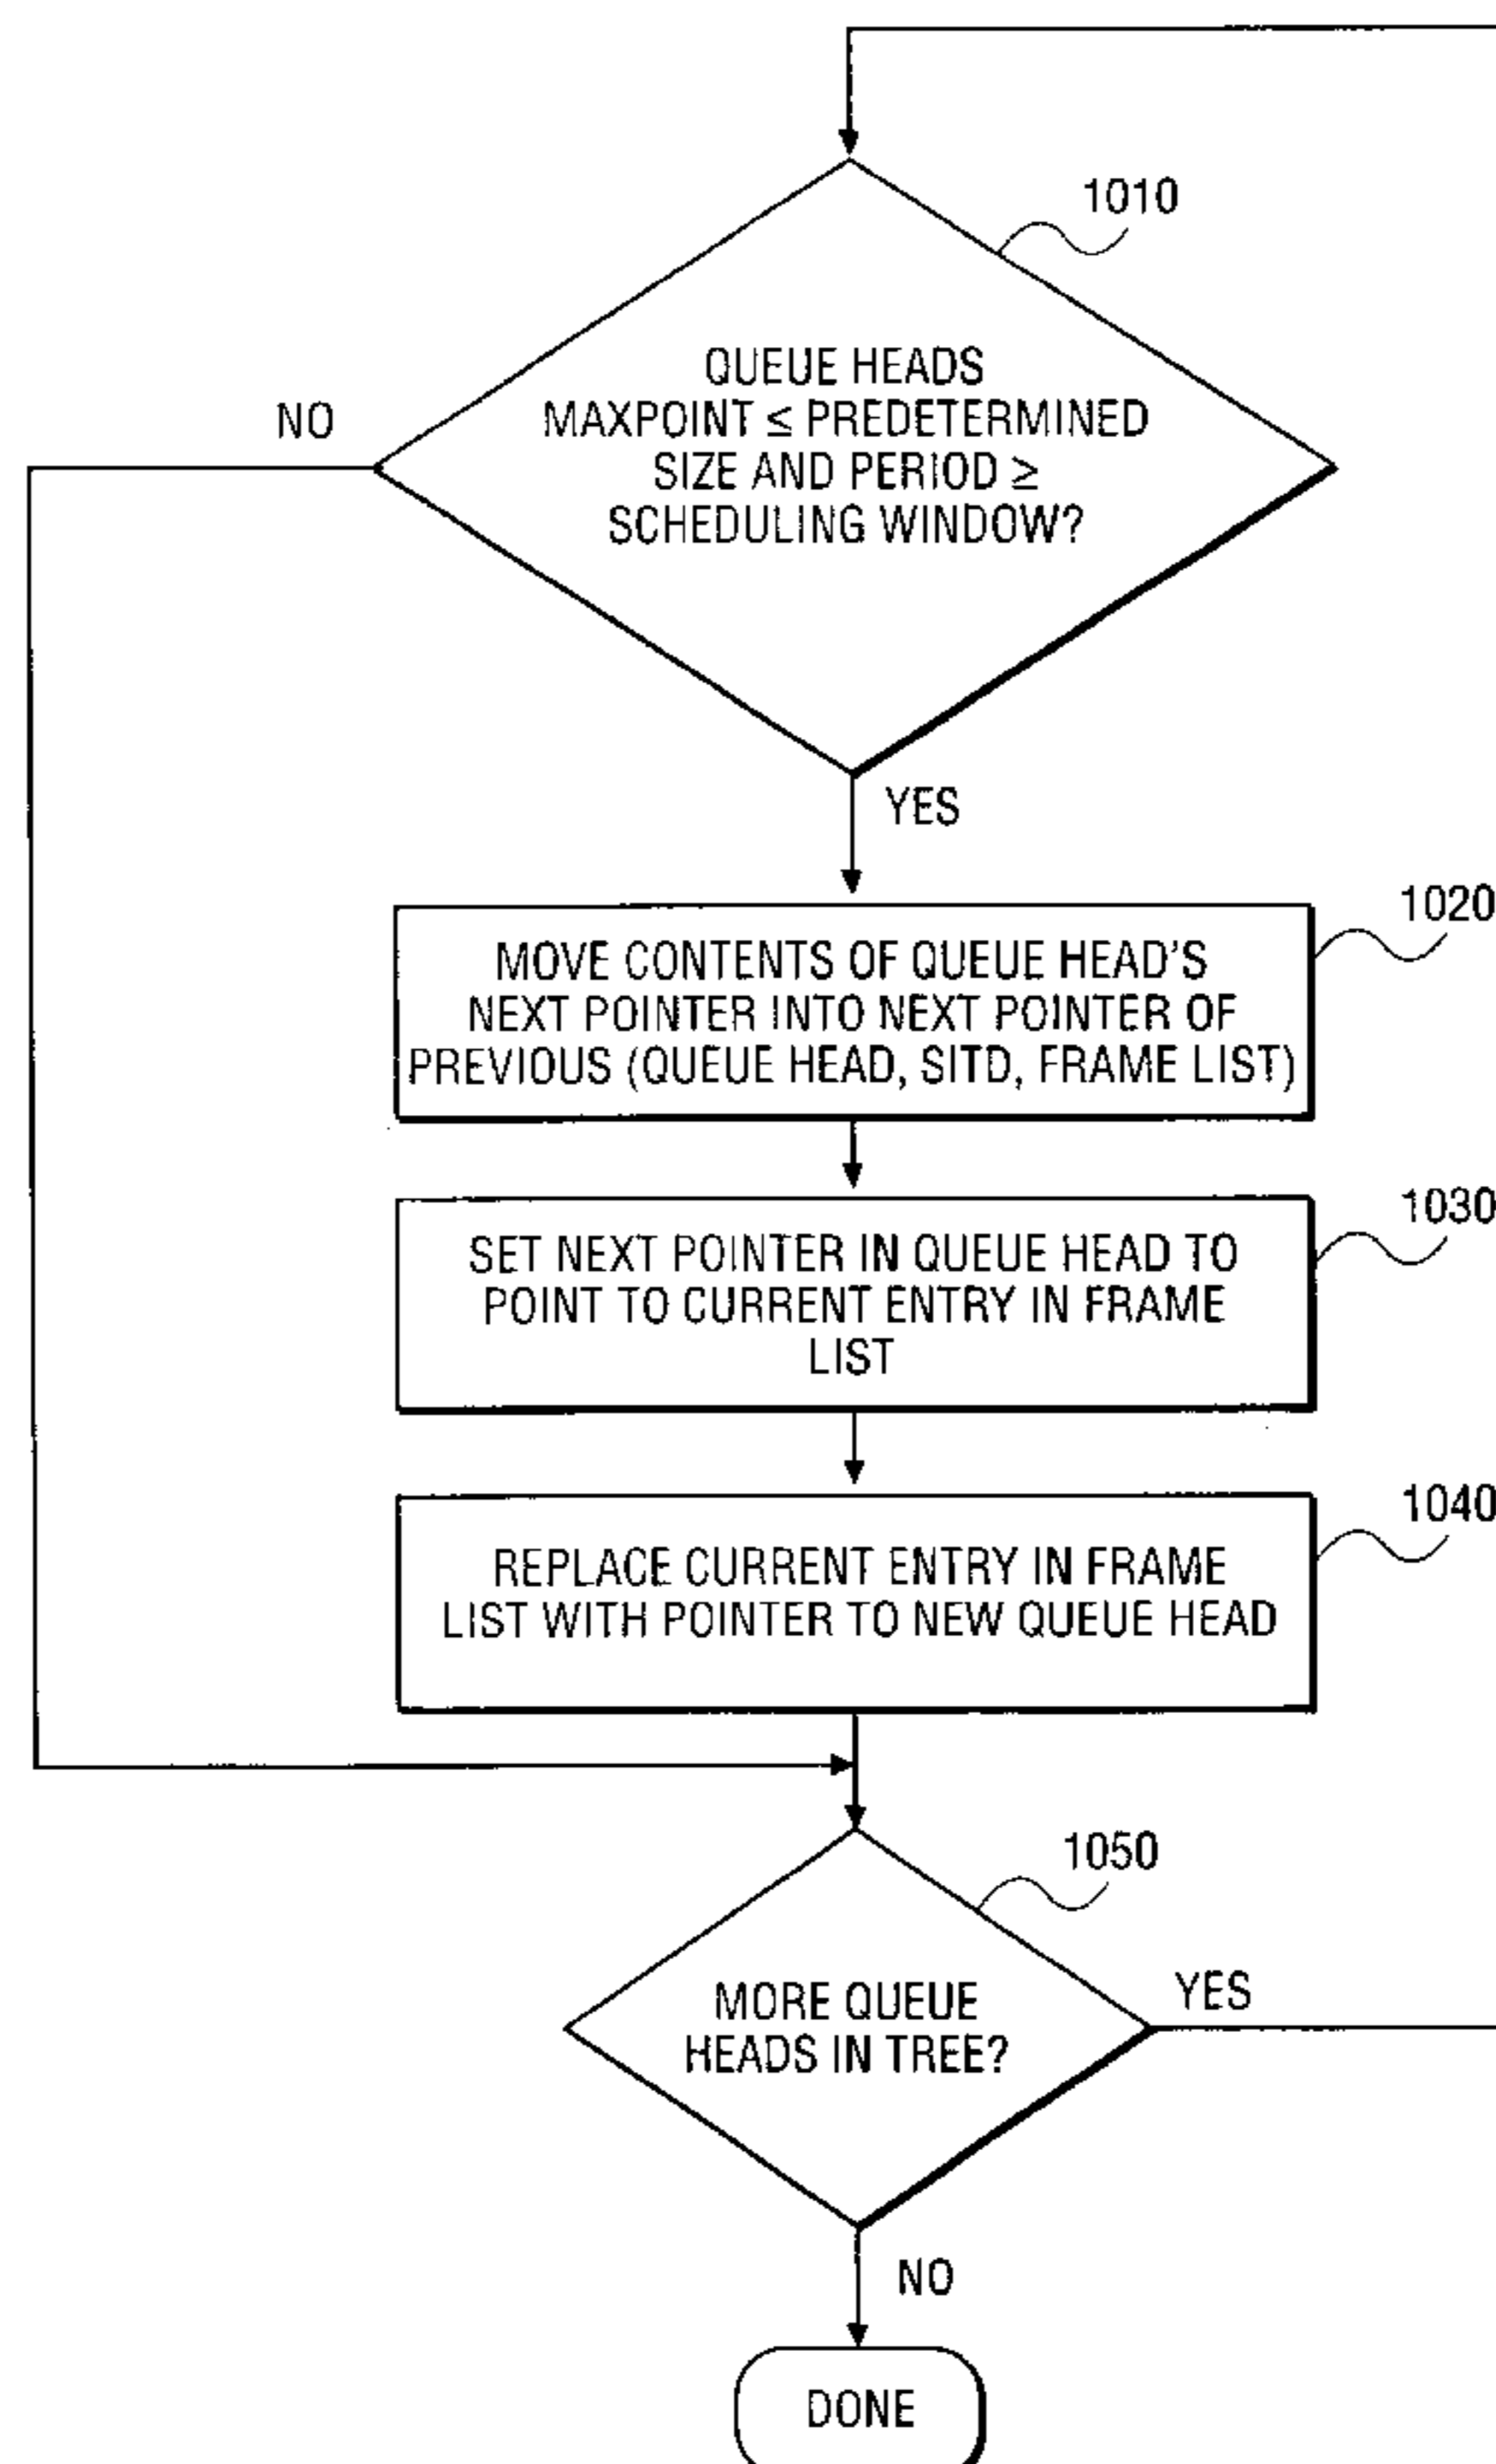 1010
QUEUE HEADS
MAXPOINT ≤ PREDETERMINED
SIZE AND PERIOD ≥
SCHEDULING WINDOW?
NO
YES
1020
MOVE CONTENTS OF QUEUE HEAD'S
NEXT POINTER INTO NEXT POINTER OF
PREVIOUS (QUEUE HEAD, SITD, FRAME LIST)
1030
SET NEXT POINTER IN QUEUE HEAD TO
POINT TO CURRENT ENTRY IN FRAME
LIST
1040
REPLACE CURRENT ENTRY IN FRAME
LIST WITH POINTER TO NEW QUEUE HEAD
1050
MORE QUEUE
HEADS IN TREE?
YES
NO
DONE